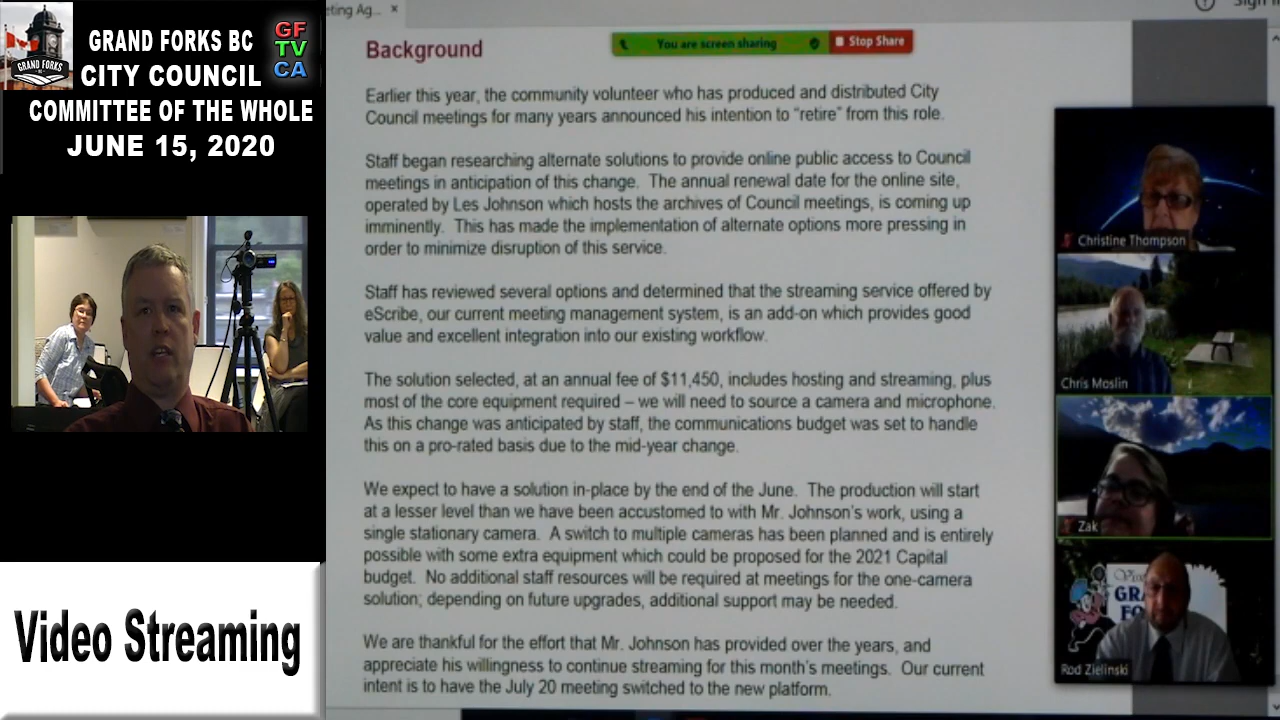 GRAND FORKS BC
CITY COUNCIL
COMMITTEE OF THE WHOLE
JUNE 15, 2020
GF
TV
CA
GRAND FORKS
Video Streaming
eting Ag... ×
Sign
You are screen sharing
Stop Share
Background
Earlier this year, the community volunteer who has produced and distributed City
Council meetings for many years announced his intention to "retire" from this role.
Staff began researching alternate solutions to provide online public access to Council
meetings in anticipation of this change. The annual renewal date for the online site,
operated by Les Johnson which hosts the archives of Council meetings, is coming up
imminently. This has made the implementation of alternate options more pressing in
order to minimize disruption of this service.
Staff has reviewed several options and determined that the streaming service offered by
eScribe, our current meeting management system, is an add-on which provides good
value and excellent integration into our existing workflow.
The solution selected, at an annual fee of $11,450, includes hosting and streaming, plus
most of the core equipment required – we will need to source a camera and microphone.
As this change was anticipated by staff, the communications budget was set to handle
this on a pro-rated basis due to the mid-year change.
We expect to have a solution in-place by the end of the June. The production will start
at a lesser level than we have been accustomed to with Mr. Johnson's work, using a
single stationary camera. A switch to multiple cameras has been planned and is entirely
possible with some extra equipment which could be proposed for the 2021 Capital
budget. No additional staff resources will be required at meetings for the one-camera
solution; depending on future upgrades, additional support may be needed.
We are thankful for the effort that Mr. Johnson has provided over the years, and
appreciate his willingness to continue streaming for this month's meetings. Our current
intent is to have the July 20 meeting switched to the new platform.
Christine Thompson
Chris Moslin
Zak
Rod Zielinski